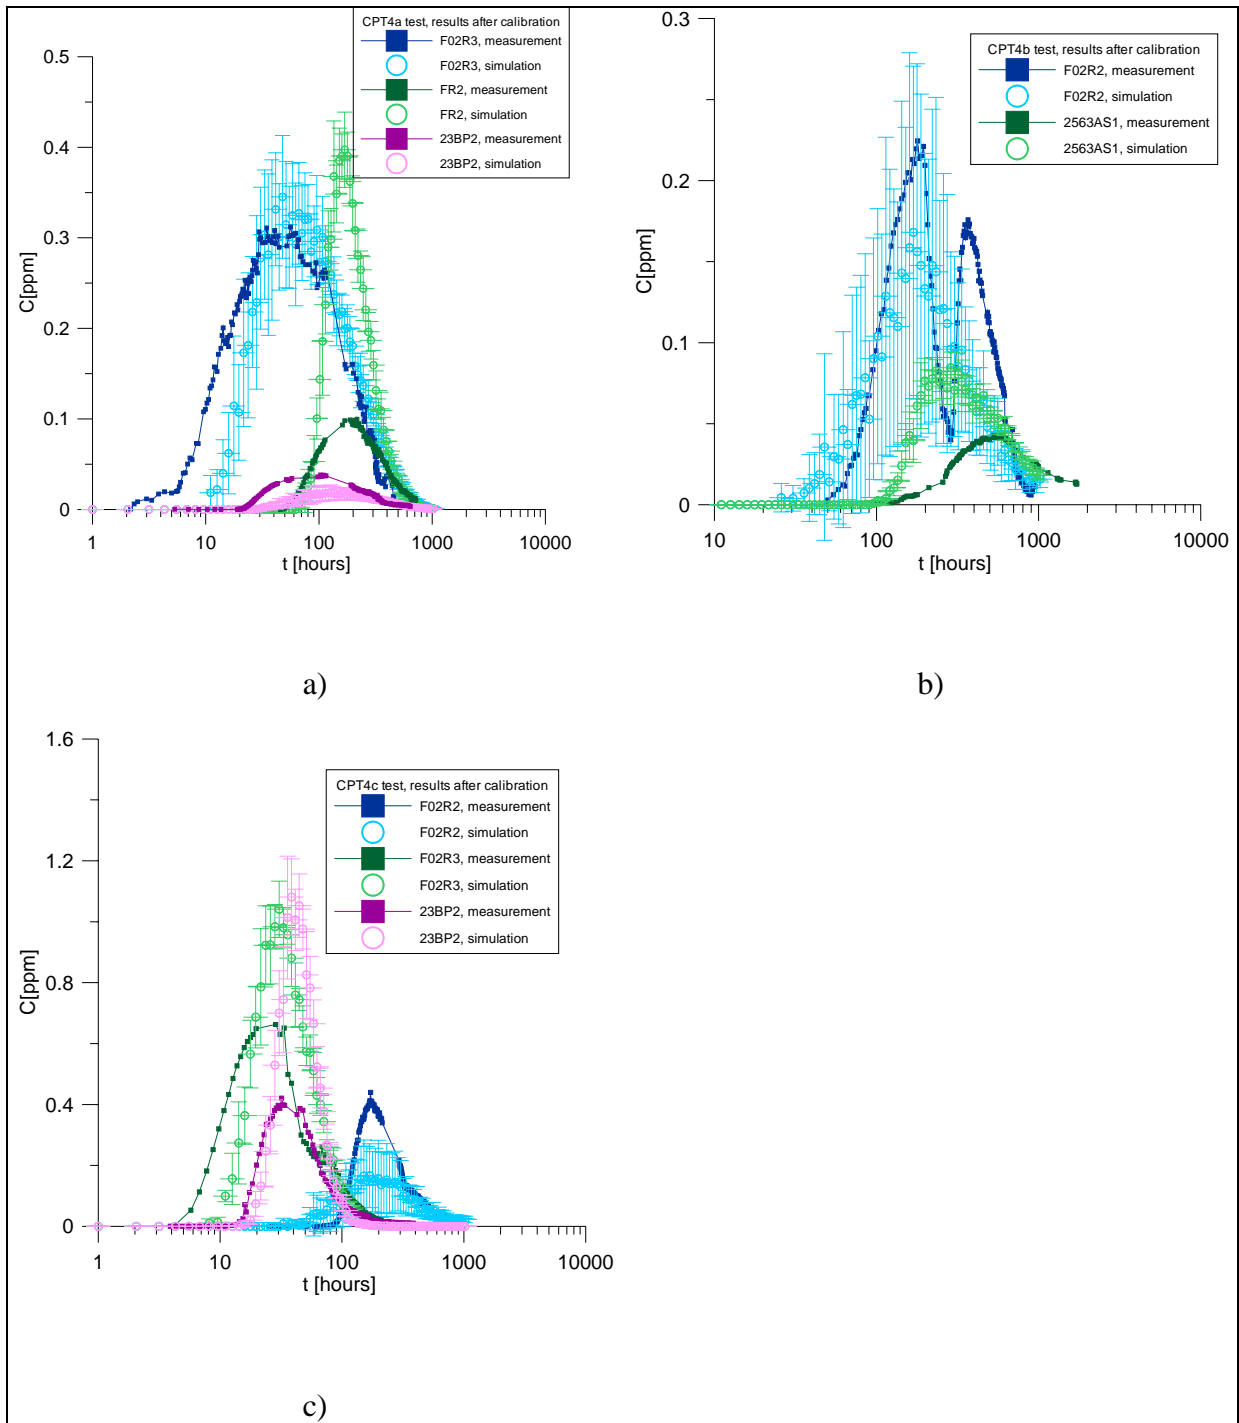 CPT4a test, results after calibration
F02R3, measurement
F02R3, simulation
FR2, measurement
FR2, simulation
23BP2, measurement
23BP2, simulation
0.5
0.4
0.3
0.2
0.1
0
C[ppm]
1 10 100 1000 10000
t [hours]
a)
CPT4b test, results after calibration
F02R2, measurement
F02R2, simulation
2563AS1, measurement
2563AS1, simulation
0.3
0.2
0.1
0
C[ppm]
10 100 1000 10000
t [hours]
b)
CPT4c test, results after calibration
F02R2, measurement
F02R2, simulation
F02R3, measurement
F02R3, simulation
23BP2, measurement
23BP2, simulation
1.6
1.2
0.8
0.4
0
C[ppm]
1 10 100 1000 10000
t [hours]
c)